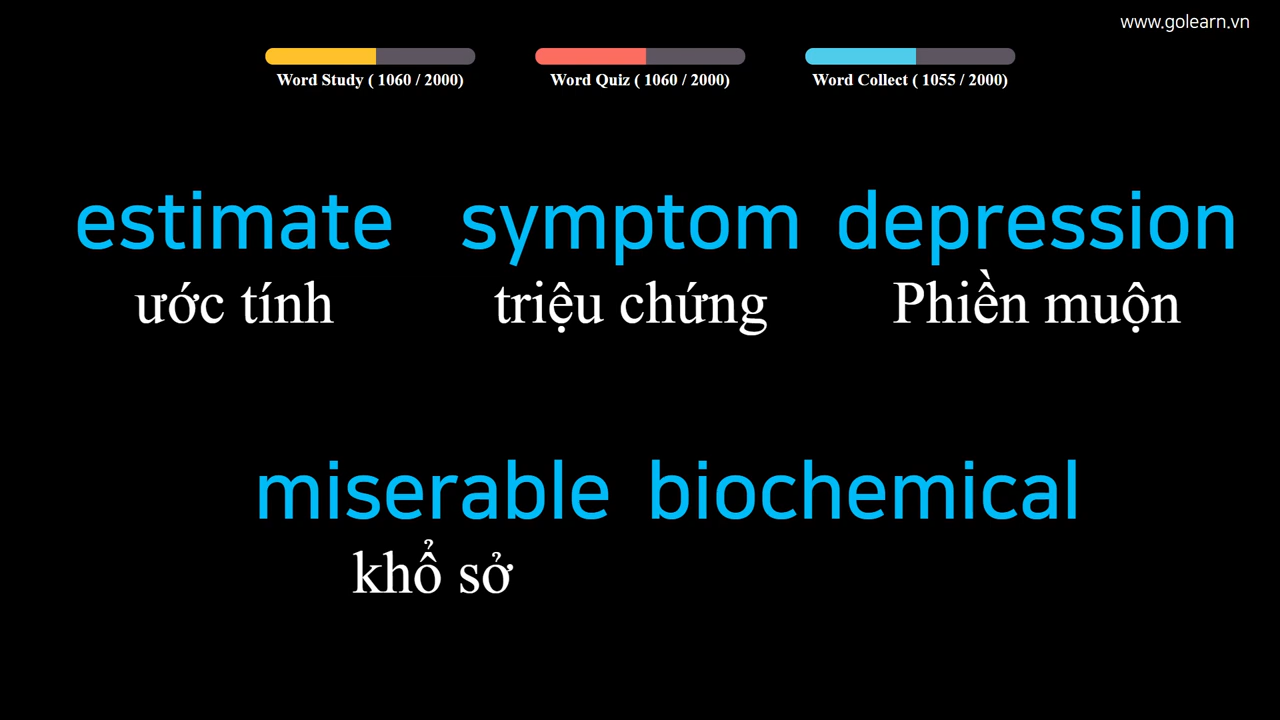 www.golearn.vn
Word Study ( 1060 / 2000) Word Quiz ( 1060 / 2000) Word Collect ( 1055 / 2000)
estimate symptom depression
ước tính triệu chứng Phiền muộn
miserable biochemical
khổ sở